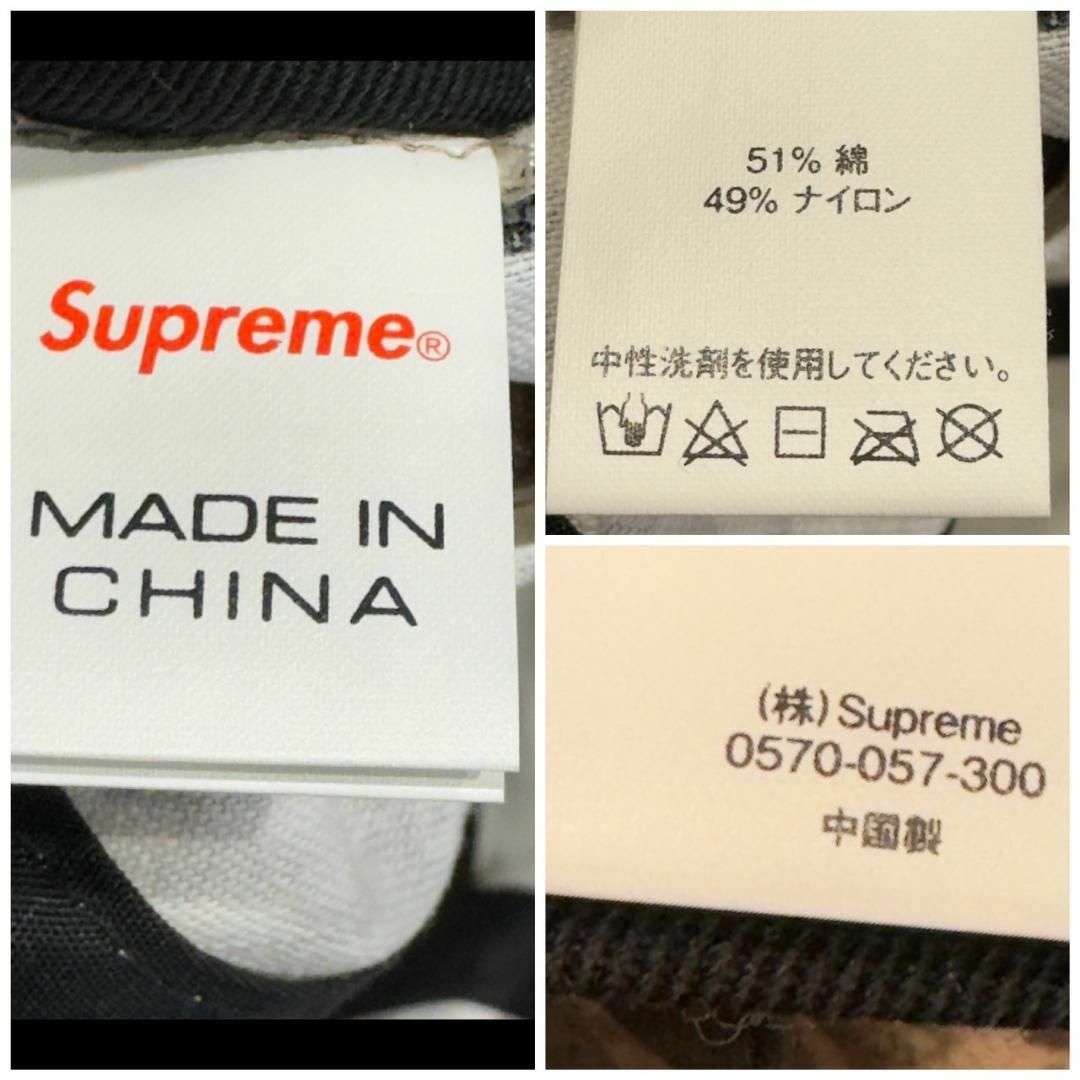 Supreme®
MADE IN
CHINA
51% 綿
49% ナイロン
中性洗剤を使用してください。
(株) Supreme
0570-057-300
中国製